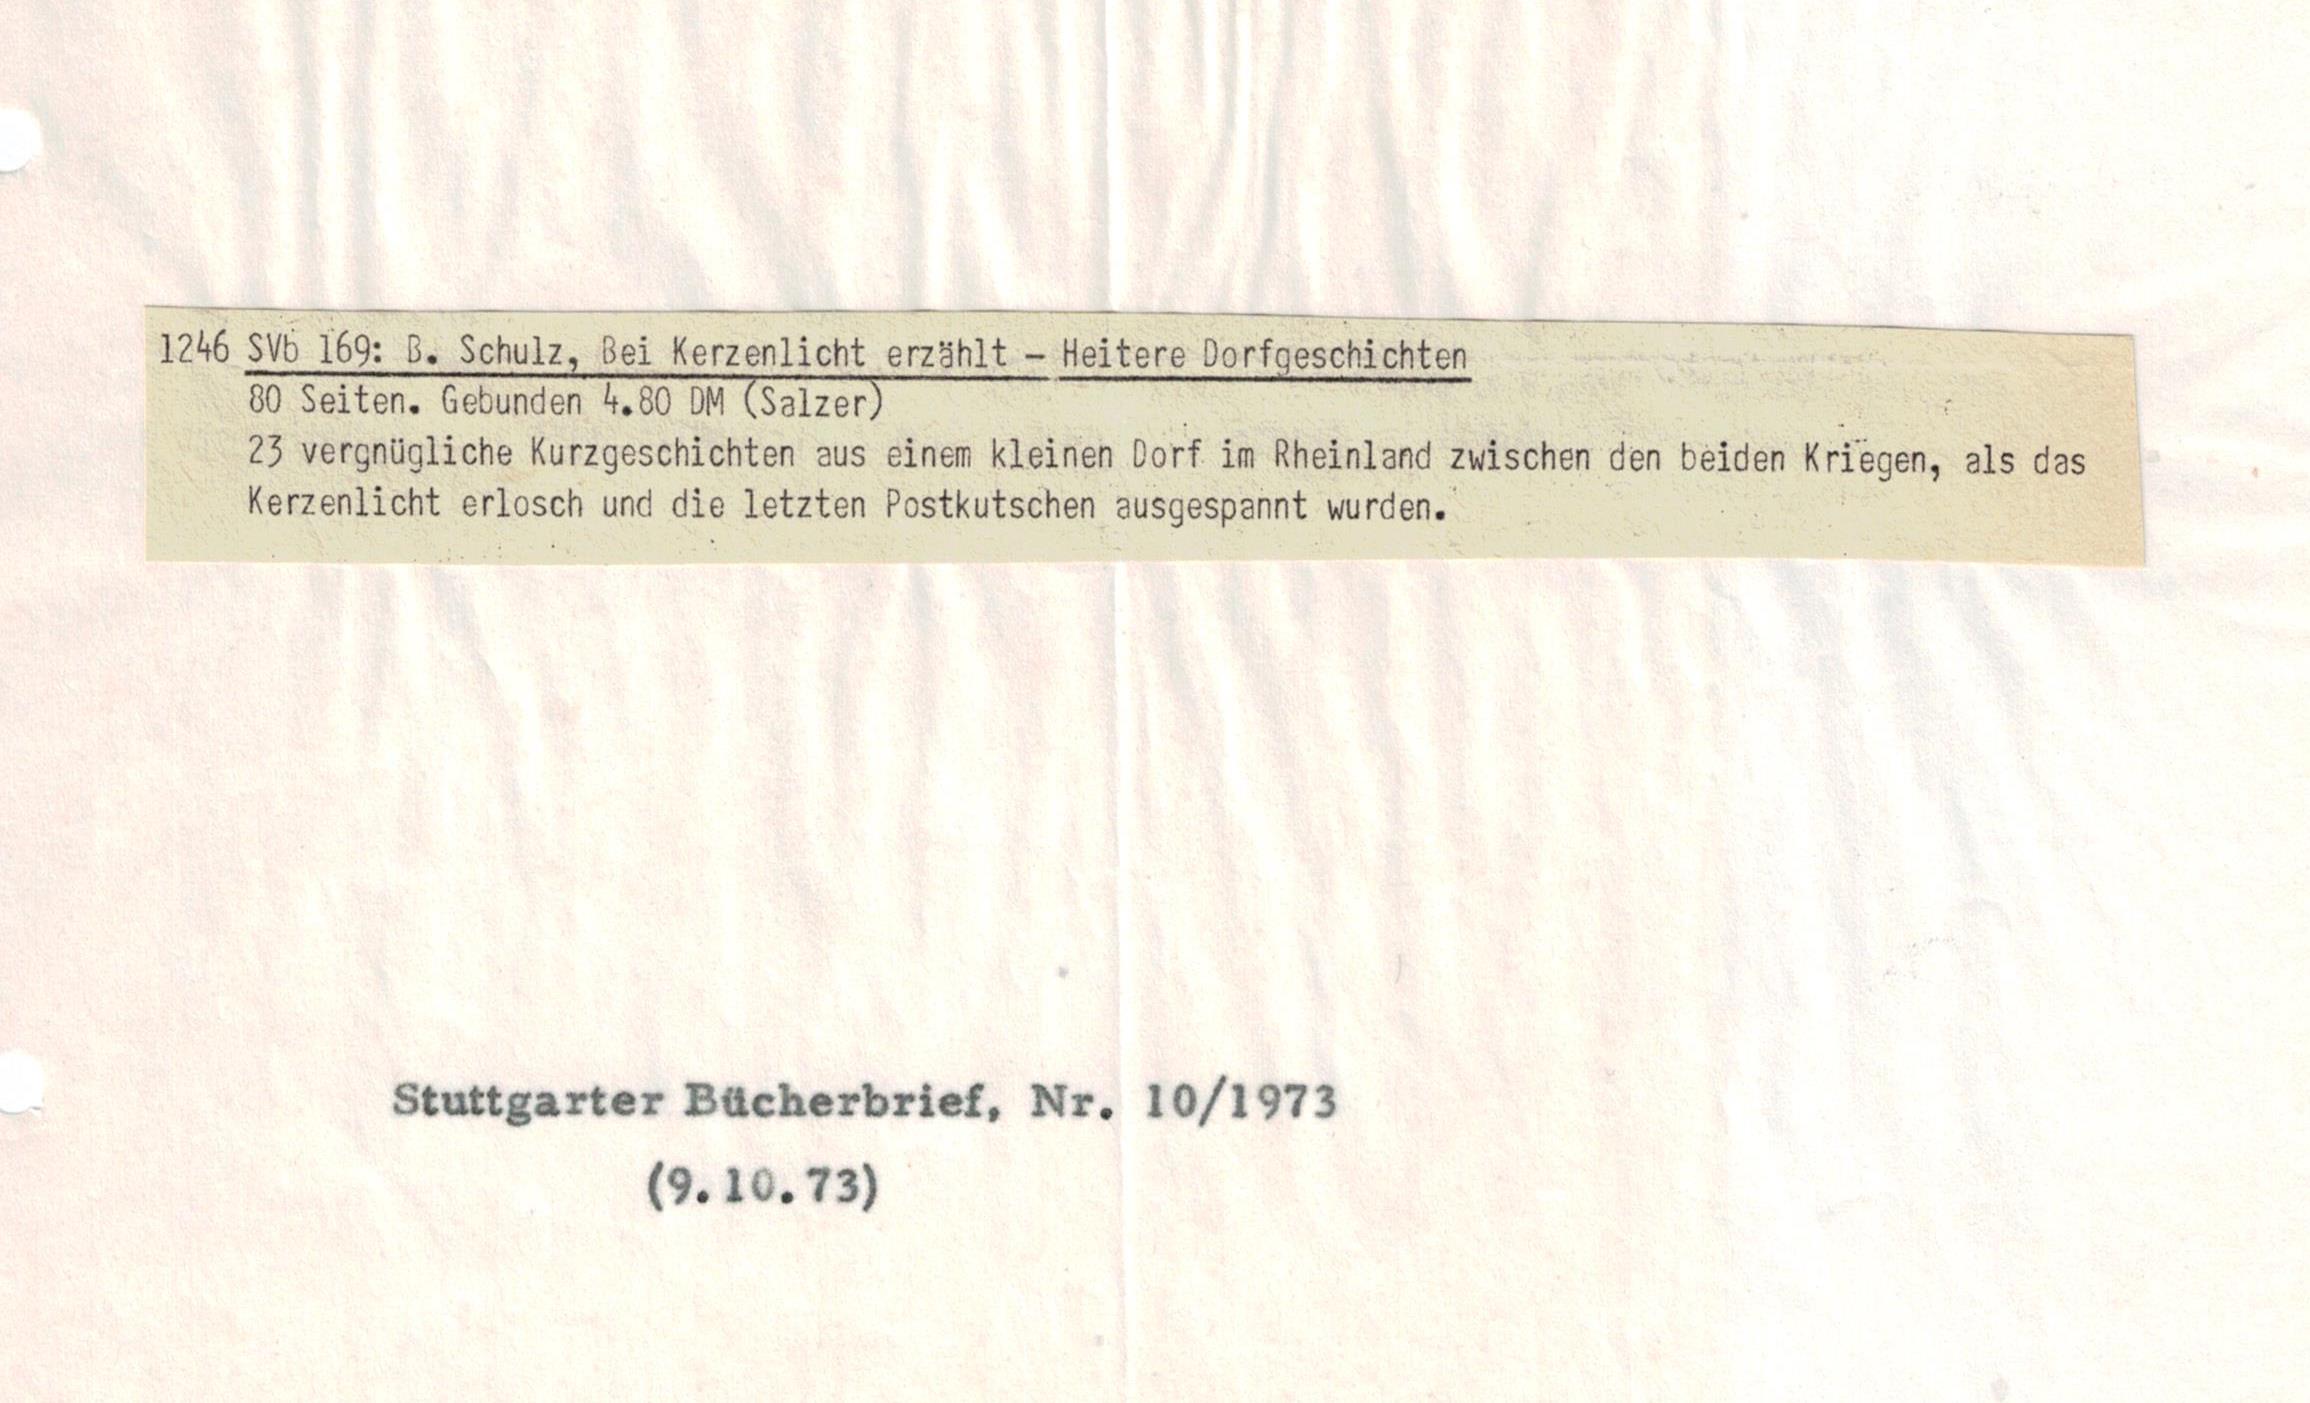 1246 SVb 169: B. Schulz, Bei Kerzenlicht erzählt - Heitere Dorfgeschichten
80 Seiten. Gebunden 4.80 DM (Salzer)
23 vergnügliche Kurzgeschichten aus einem kleinen Dorf im Rheinland zwischen den beiden Kriegen, als das
Kerzenlicht erlosch und die letzten Postkutschen ausgespannt wurden.
Stuttgarter Bücherbrief, Nr. 10/1973
(9.10.73)